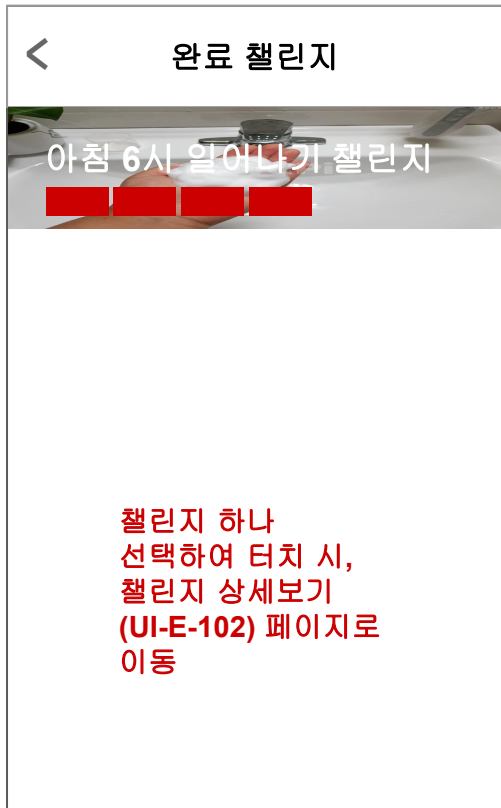 완료 챌린지
아침 6시 일어나기 챌린지
챌린지 하나
선택하여 터치 시,
챌린지 상세보기
(UI-E-102) 페이지로
이동